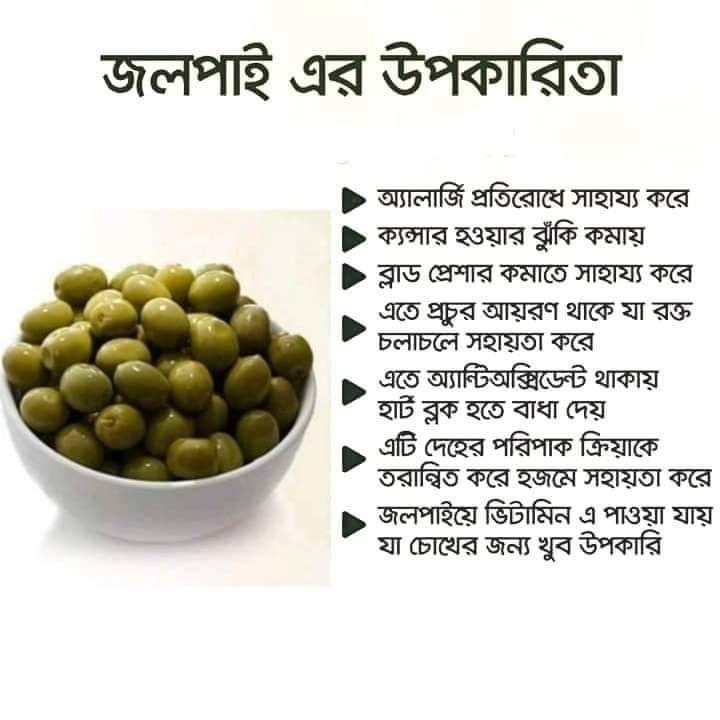 জলপাই এর উপকারিতা
অ্যালার্জি প্রতিরোধে সাহায্য করে
ক্যন্সার হওয়ার ঝুঁকি কমায়
ব্লাড প্রেশার কমাতে সাহায্য করে
এতে প্রচুর আয়রণ থাকে যা রক্ত
চলাচলে সহায়তা করে
এতে অ্যান্টিঅক্সিডেন্ট থাকায়
হার্ট ব্লক হতে বাধা দেয়
এটি দেহের পরিপাক ক্রিয়াকে
তরান্বিত করে হজমে সহায়তা করে
জলপাইয়ে ভিটামিন এ পাওয়া যায়
যা চোখের জন্য খুব উপকারি